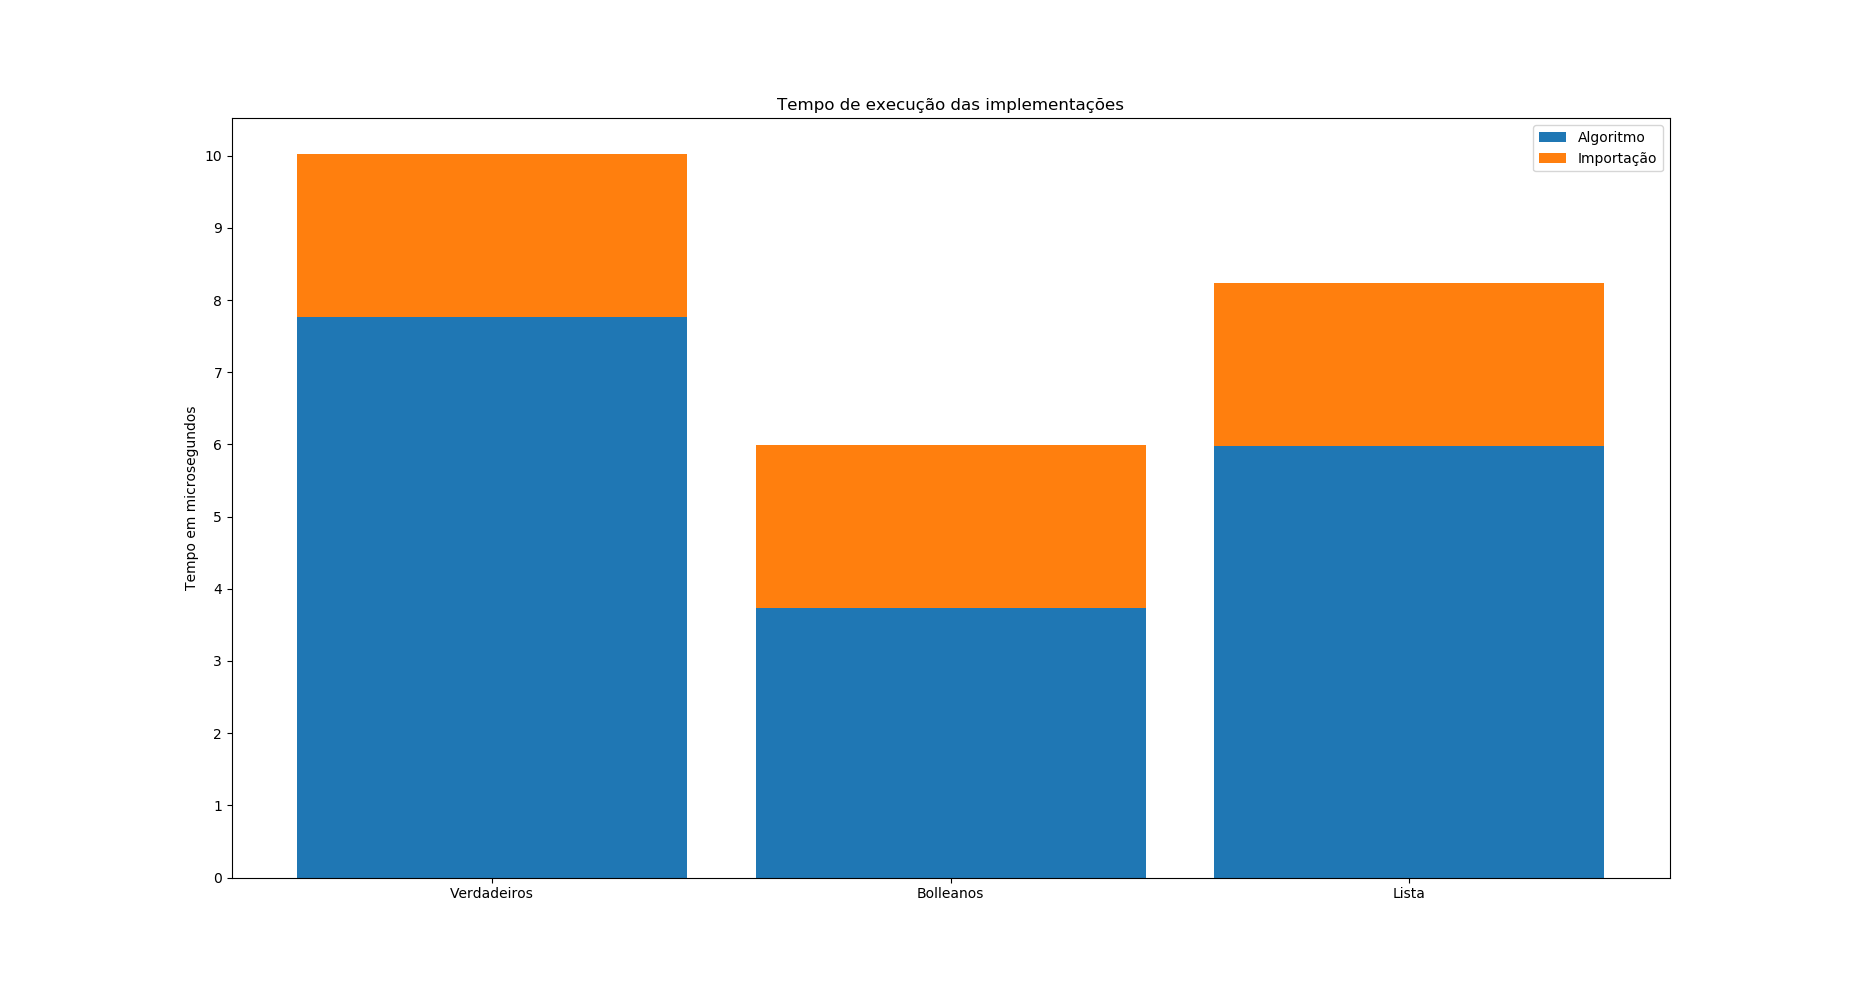 Tempo de execução das implementações
Algoritmo
Importação
Tempo em microsegundos
10
9
8
7
6
5
4
3
2
1
0
Verdadeiros
Bolleanos
Lista